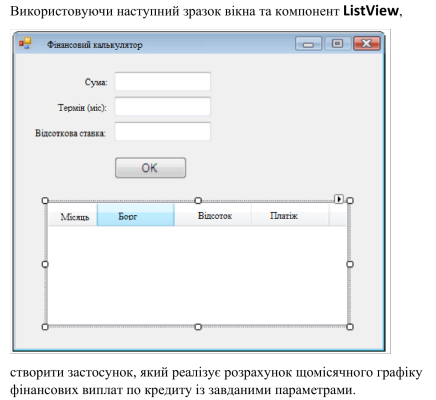 Використовуючи наступний зразок вікна та компонент ListView,
Фінансовий калькулятор
Сума:
Термін (міс):
Відсоткова ставка:
OK
Місяць Борг Відсоток Платіж
створити застосунок, який реалізує розрахунок щомісячного графіку
фінансових виплат по кредиту із завданими параметрами.